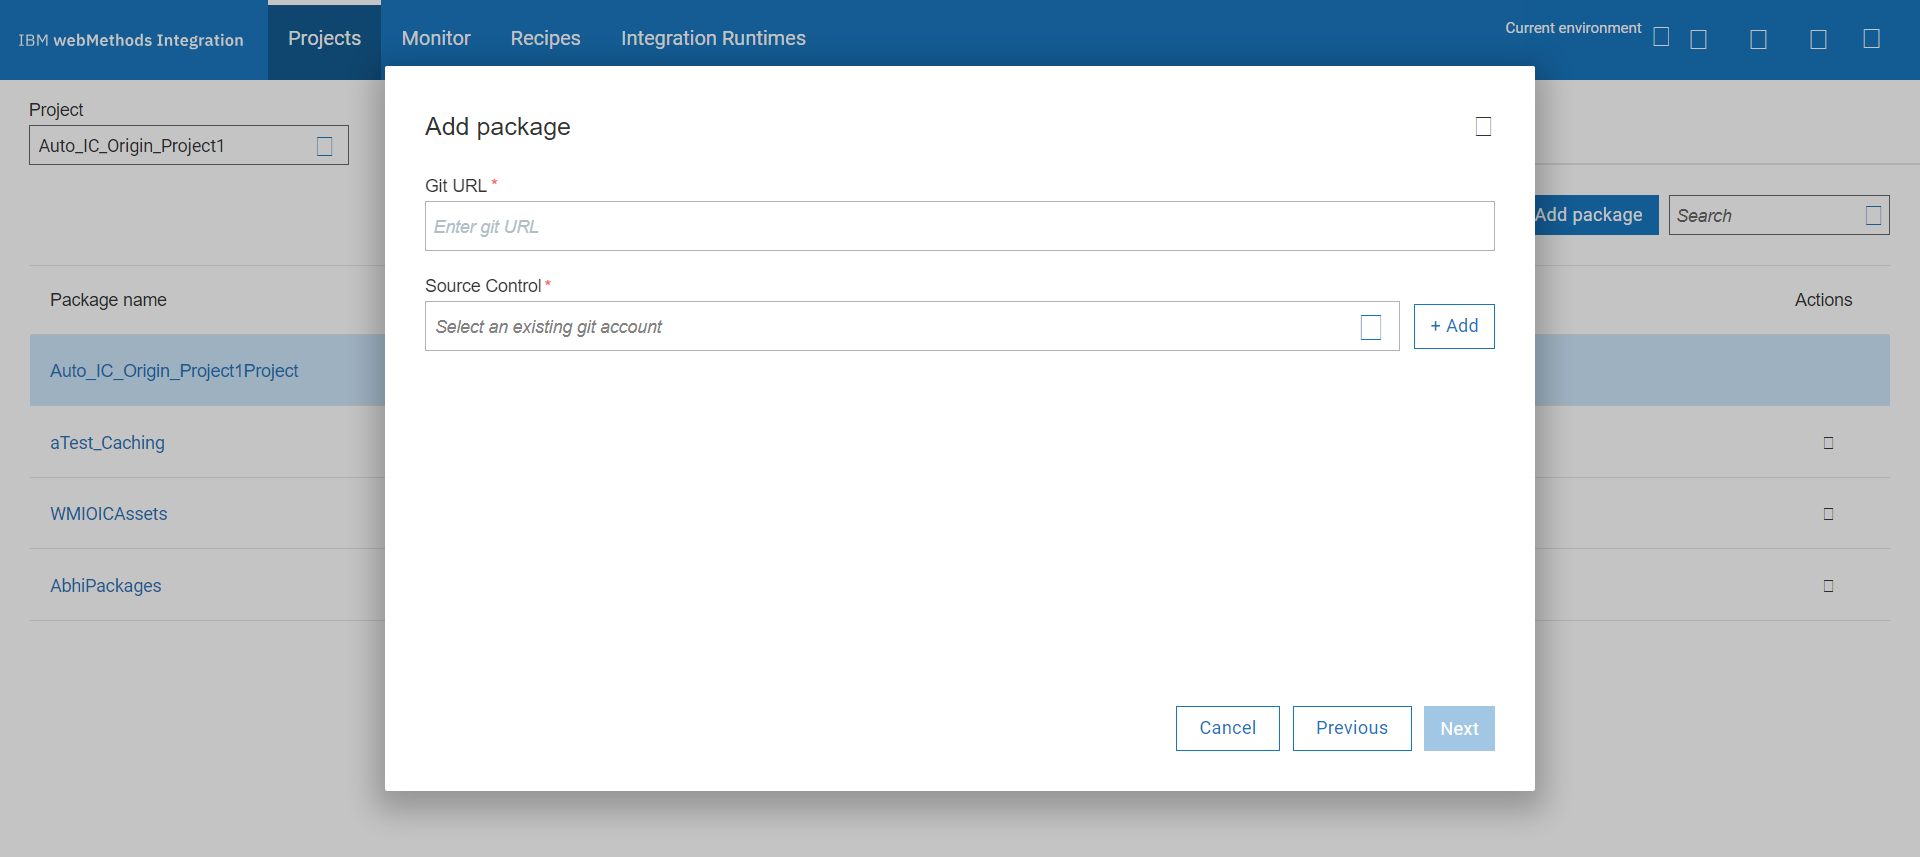 IBM webMethods Integration
Projects
Monitor
Recipes
Integration Runtimes
Current environment
Project
Auto_IC_Origin_Project1
Add package
Git URL *
Enter git URL
Source Control *
Select an existing git account
+ Add
Add package
Search
Package name
Actions
Auto_IC_Origin_Project1Project
aTest_Caching
WMIOICAssets
AbhiPackages
Cancel
Previous
Next